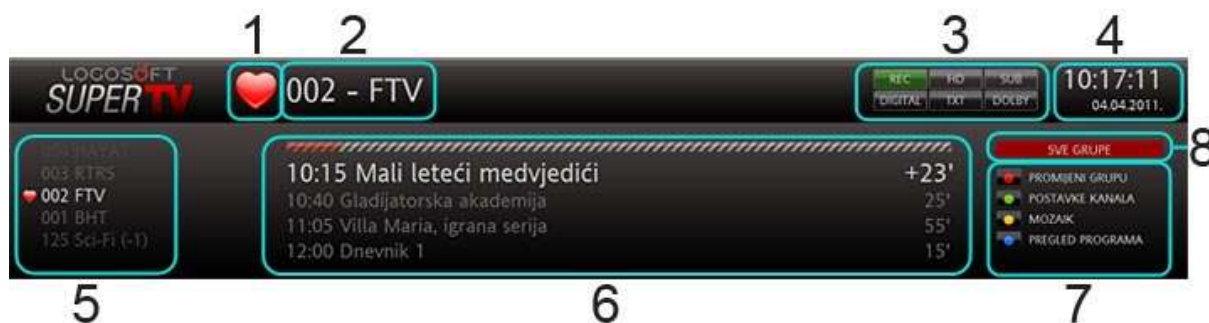 1 2 3 4
LOGOSOFT
SUPER TV
002 - FTV
REC HD SUB
DIGITAL TXT DOLBY
10:17:11
04.04.2011.
003 RTRS
002 FTV
001 BHT
125 Sci-Fi (-1)
10:15 Mali leteći medvjedići +23'
10:40 Gladijatorska akademija 25'
11:05 Villa Maria, igrana serija 55'
12:00 Dnevnik 1 15'
SVE GRUPE
8
PROMIJENI GRUPU
POSTAVKE KANALA
MOZAIK
PREGLED PROGRAMA
5 6 7